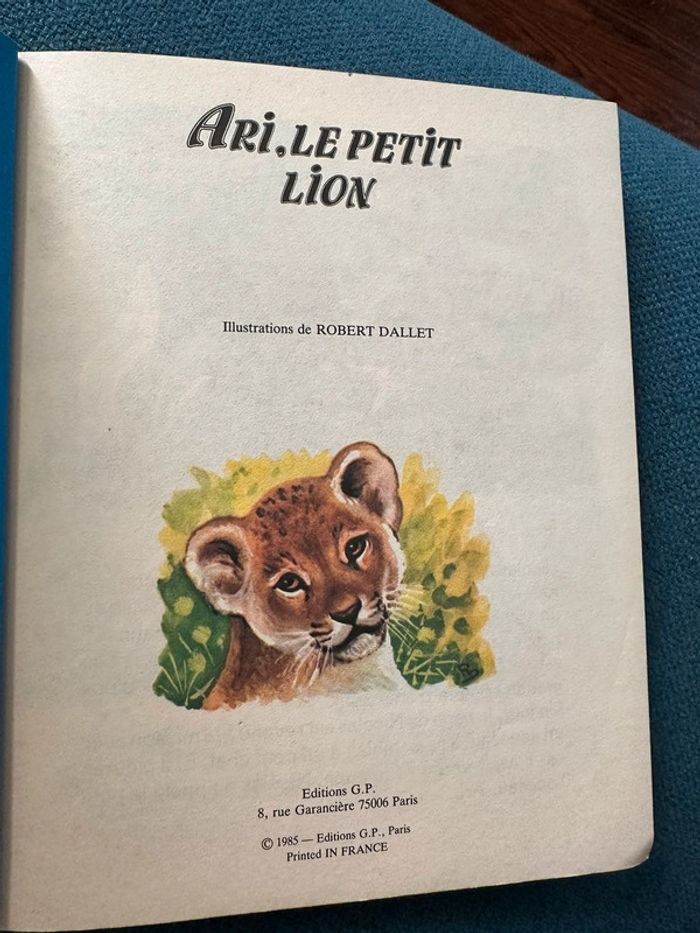 ARI, LE PETIT
LION
Illustrations de ROBERT DALLET
Editions G.P.
8, rue Garancière 75006 Paris
© 1985 — Editions G.P., Paris
Printed IN FRANCE